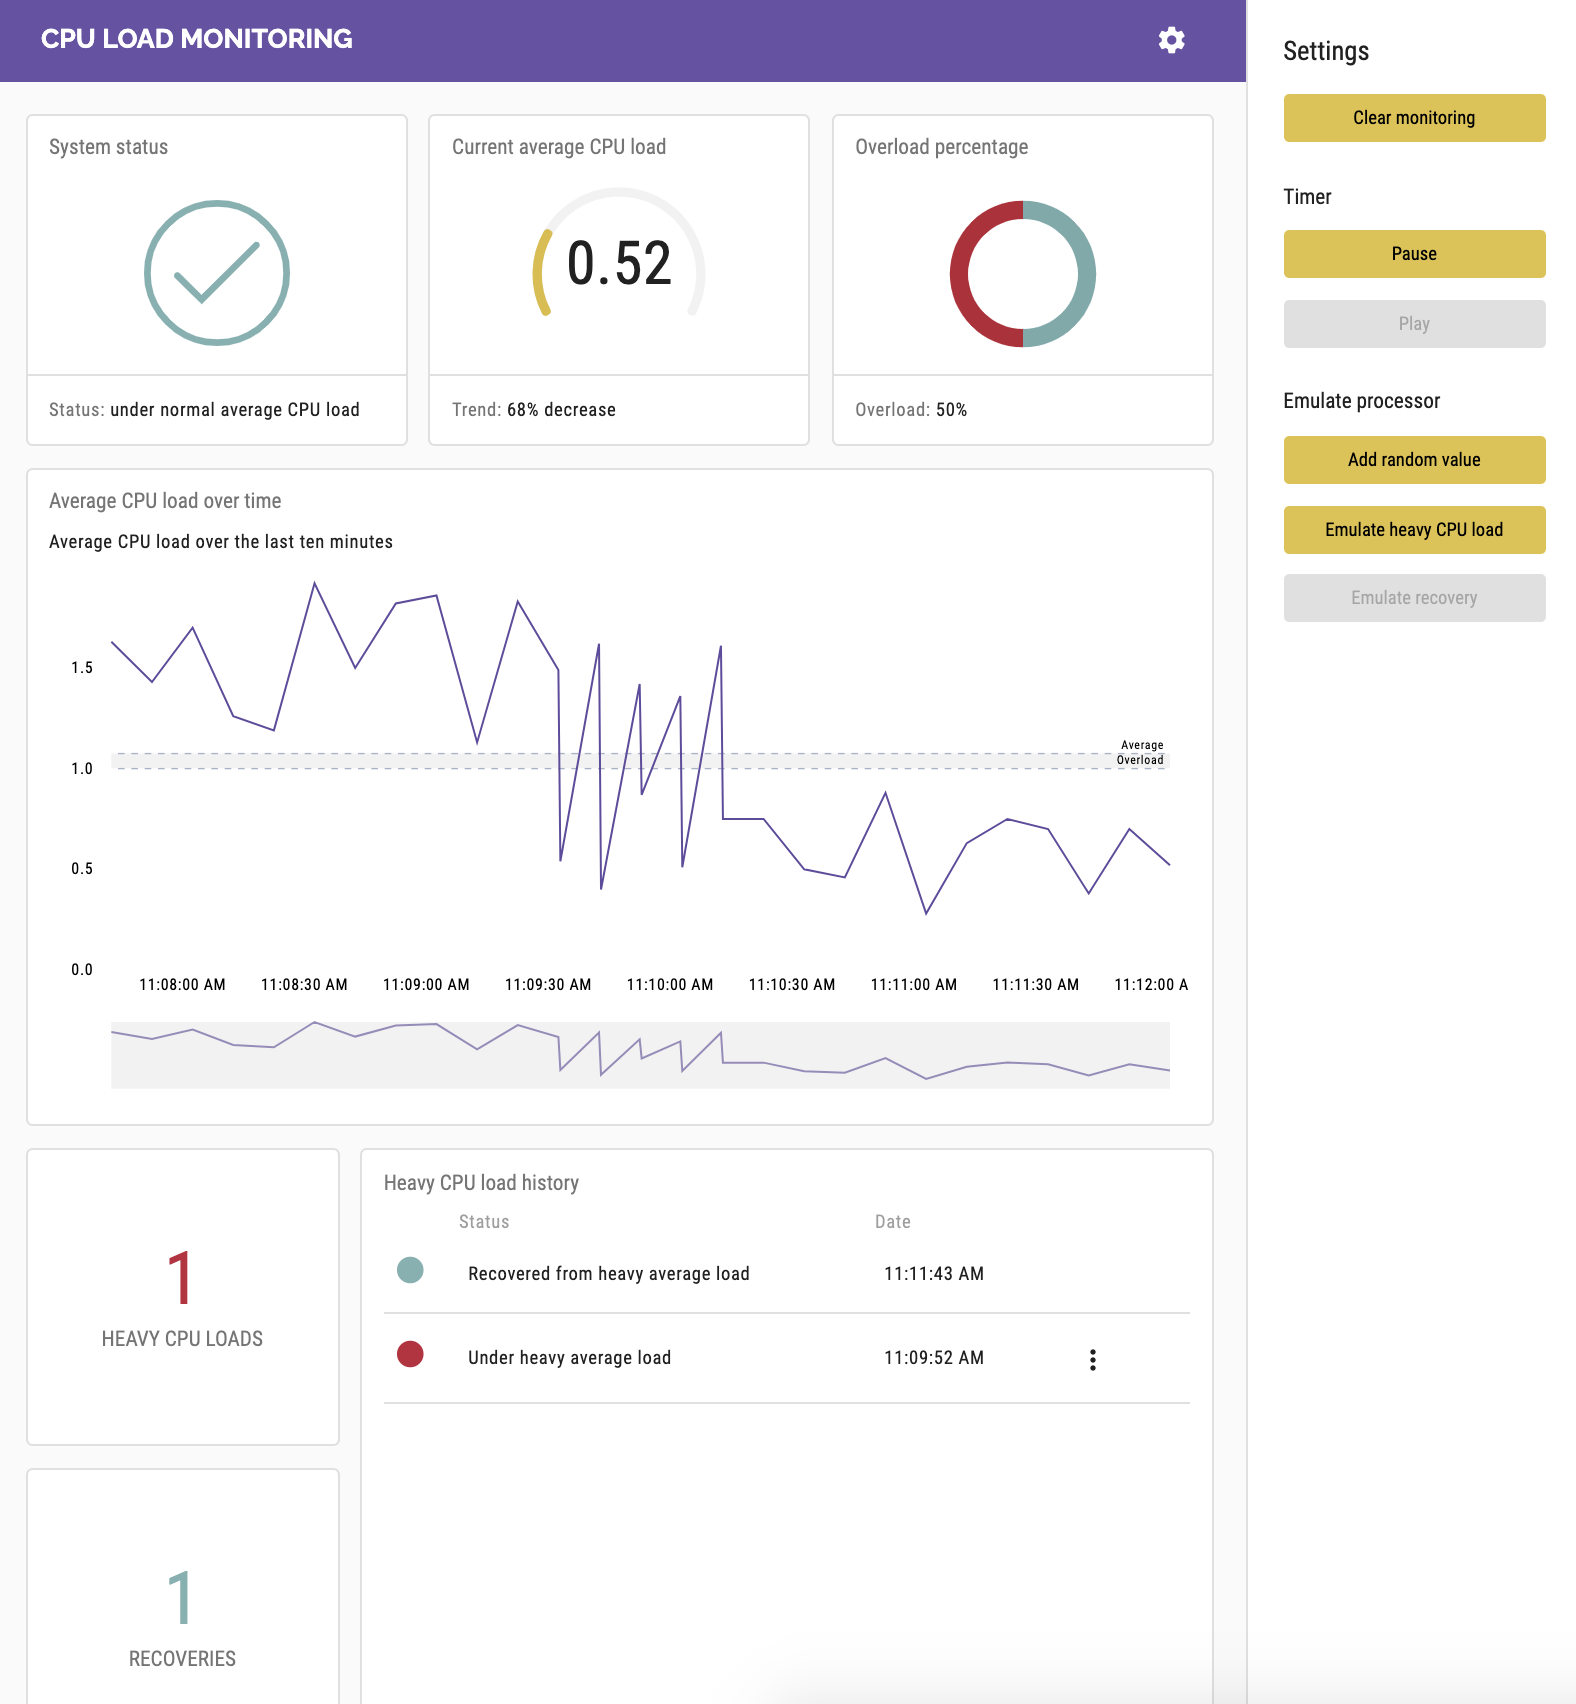 CPU LOAD MONITORING
Settings
Clear monitoring
Timer
Pause
Play
Emulate processor
Add random value
Emulate heavy CPU load
Emulate recovery
System status
Status: under normal average CPU load
Current average CPU load
0.52
Trend: 68% decrease
Overload percentage
Overload: 50%
Average CPU load over time
Average CPU load over the last ten minutes
1.5
1.0
0.5
0.0
Average
Overload
11:08:00 AM
11:08:30 AM
11:09:00 AM
11:09:30 AM
11:10:00 AM
11:10:30 AM
11:11:00 AM
11:11:30 AM
11:12:00 A
1
HEAVY CPU LOADS
1
RECOVERIES
Heavy CPU load history
Status Date
Recovered from heavy average load 11:11:43 AM
Under heavy average load 11:09:52 AM